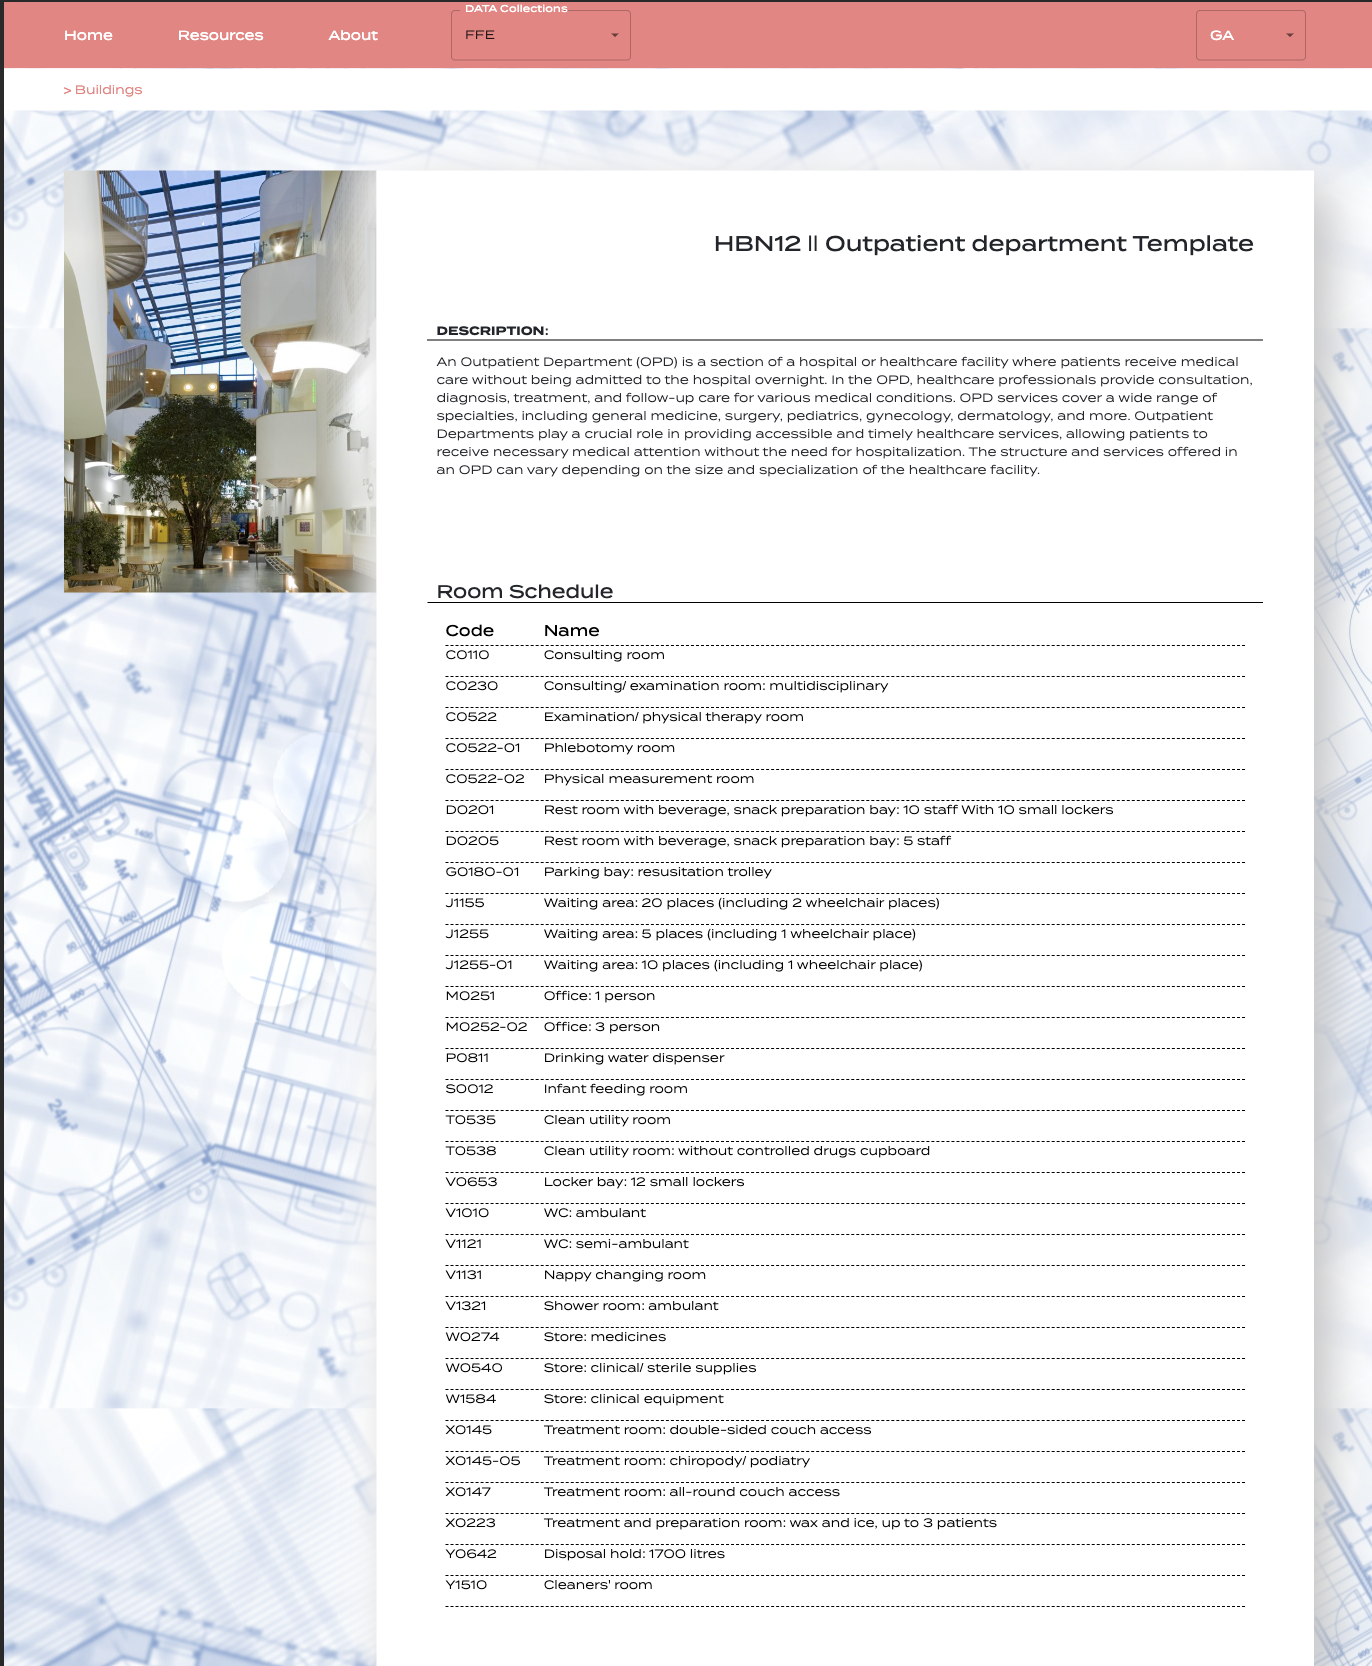 DATA Collections
Home
Resources
About
FFE
GA
> Buildings
HBN12 || Outpatient department Template
DESCRIPTION:
An Outpatient Department (OPD) is a section of a hospital or healthcare facility where patients receive medical
care without being admitted to the hospital overnight. In the OPD, healthcare professionals provide consultation,
diagnosis, treatment, and follow-up care for various medical conditions. OPD services cover a wide range of
specialties, including general medicine, surgery, pediatrics, gynecology, dermatology, and more. Outpatient
Departments play a crucial role in providing accessible and timely healthcare services, allowing patients to
receive necessary medical attention without the need for hospitalization. The structure and services offered in
an OPD can vary depending on the size and specialization of the healthcare facility.
Room Schedule
Code Name
C0110 Consulting room
C0230 Consulting/ examination room: multidisciplinary
C0522 Examination/ physical therapy room
C0522-01 Phlebotomy room
C0522-02 Physical measurement room
D0201 Rest room with beverage, snack preparation bay: 10 staff With 10 small lockers
D0205 Rest room with beverage, snack preparation bay: 5 staff
G0180-01 Parking bay: resusitation trolley
J1155 Waiting area: 20 places (including 2 wheelchair places)
J1255 Waiting area: 5 places (including 1 wheelchair place)
J1255-01 Waiting area: 10 places (including 1 wheelchair place)
M0251 Office: 1 person
M0252-02 Office: 3 person
P0811 Drinking water dispenser
S0012 Infant feeding room
T0535 Clean utility room
T0538 Clean utility room: without controlled drugs cupboard
V0653 Locker bay: 12 small lockers
V1010 WC: ambulant
V1121 WC: semi-ambulant
V1131 Nappy changing room
V1321 Shower room: ambulant
W0274 Store: medicines
W0540 Store: clinical/ sterile supplies
W1584 Store: clinical equipment
X0145 Treatment room: double-sided couch access
X0145-05 Treatment room: chiropody/ podiatry
X0147 Treatment room: all-round couch access
X0223 Treatment and preparation room: wax and ice, up to 3 patients
Y0642 Disposal hold: 1700 litres
Y1510 Cleaners' room
15м²
4м²
24м²
44м²